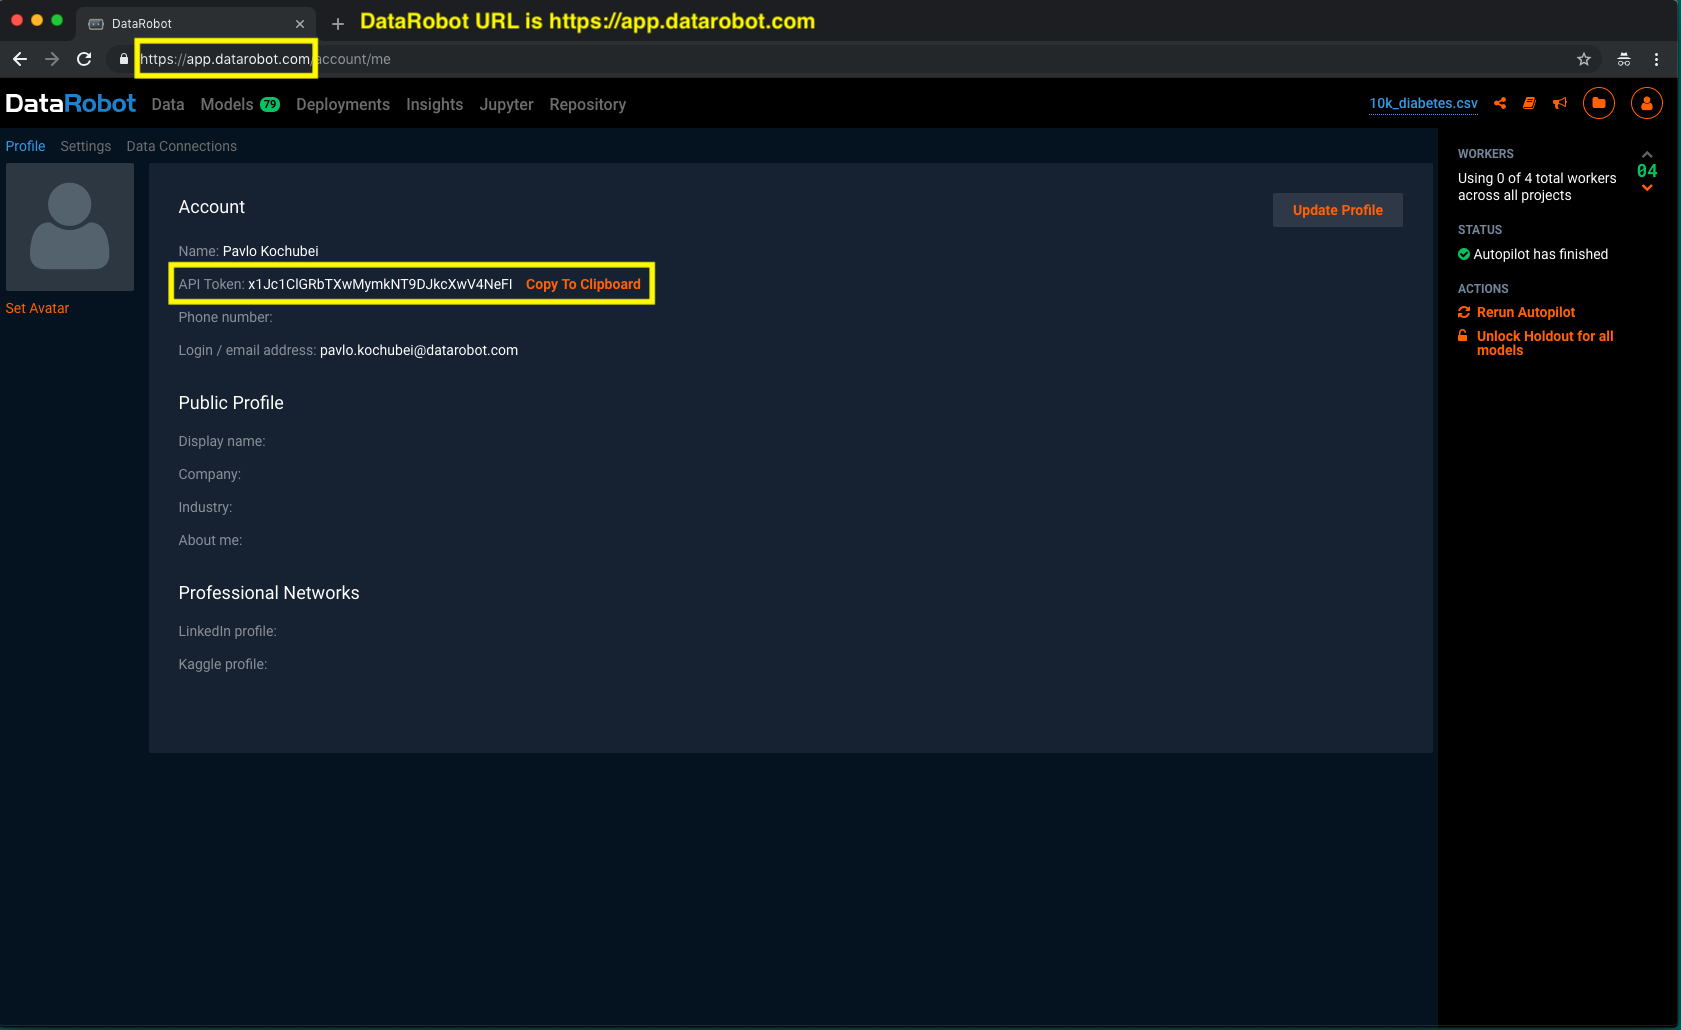 DataRobot
DataRobot URL is https://app.datarobot.com
https://app.datarobot.com/account/me
DataRobot Data Models 79 Deployments Insights Jupyter Repository 10k_diabetes.csv
Profile Settings Data Connections
Set Avatar
Account
Update Profile
Name: Pavlo Kochubei
API Token: x1Jc1ClGRbTXwMymkNT9DJkcXwV4NeFI Copy To Clipboard
Phone number:
Login / email address: pavlo.kochubei@datarobot.com
Public Profile
Display name:
Company:
Industry:
About me:
Professional Networks
LinkedIn profile:
Kaggle profile:
WORKERS
04
Using 0 of 4 total workers
across all projects
STATUS
Autopilot has finished
ACTIONS
Rerun Autopilot
Unlock Holdout for all
models